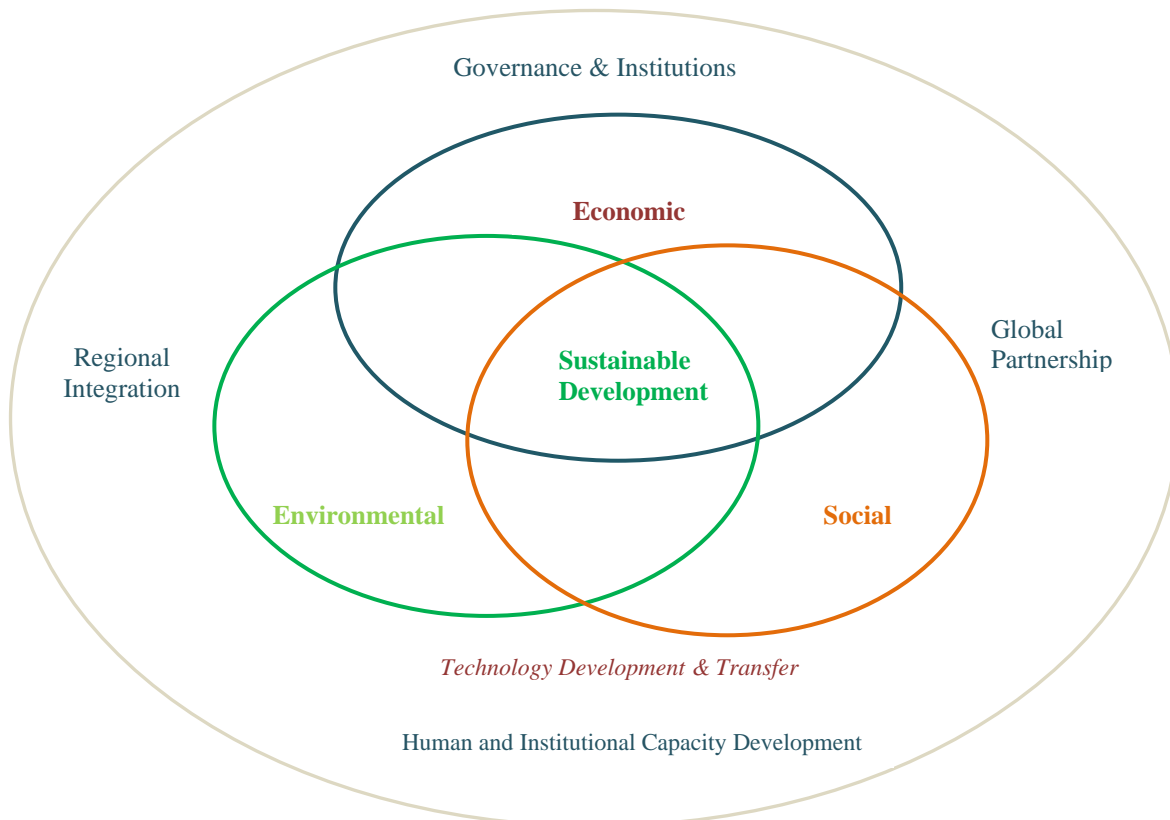 Governance & Institutions
Economic
Regional
Integration
Sustainable
Development
Global
Partnership
Environmental
Social
Technology Development & Transfer
Human and Institutional Capacity Development